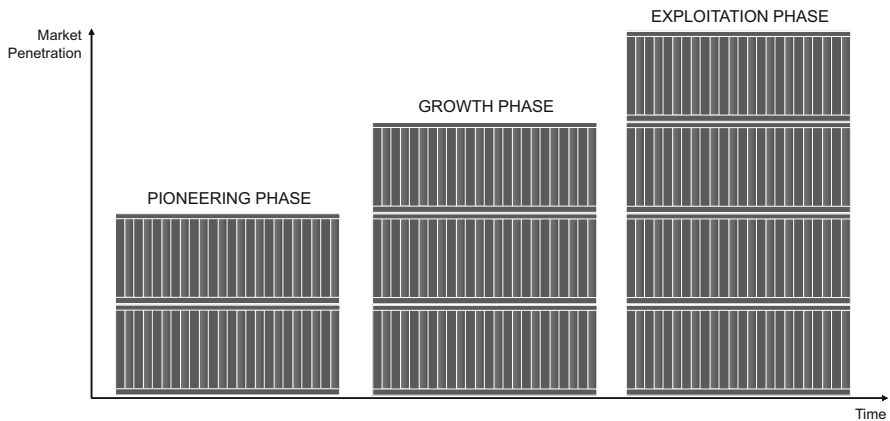 EXPLOITATION PHASE
Market
Penetration
GROWTH PHASE
PIONEERING PHASE
Time